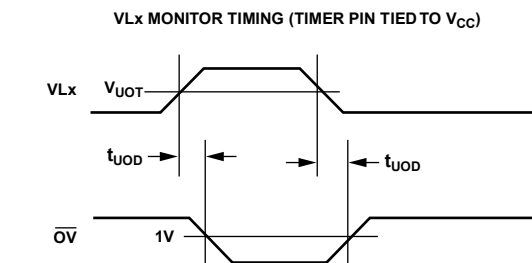 VLx MONITOR TIMING (TIMER PIN TIED TO VCC)
VLx
VUOT
tUOD
tUOD
OV
1V